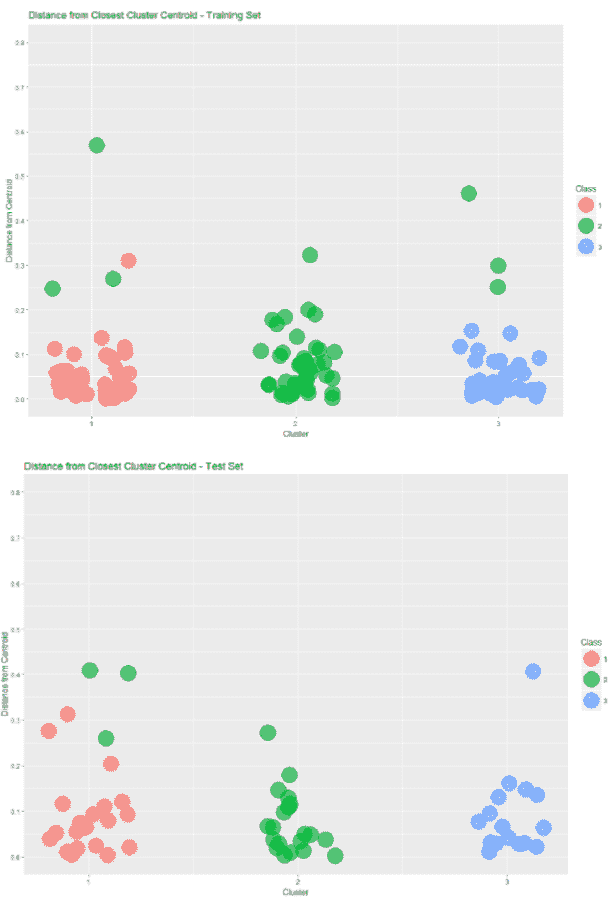 Distance from Closest Cluster Centroid - Training Set
0.8
0.7
0.6
0.5
0.4
0.3
0.2
0.1
0.0
Distance from Centroid
1 2 3
Cluster
Class
1
2
3
Distance from Closest Cluster Centroid - Test Set
0.8
0.7
0.6
0.5
0.4
0.3
0.2
0.1
0.0
Distance from Centroid
1 2 3
Cluster
Class
1
2
3